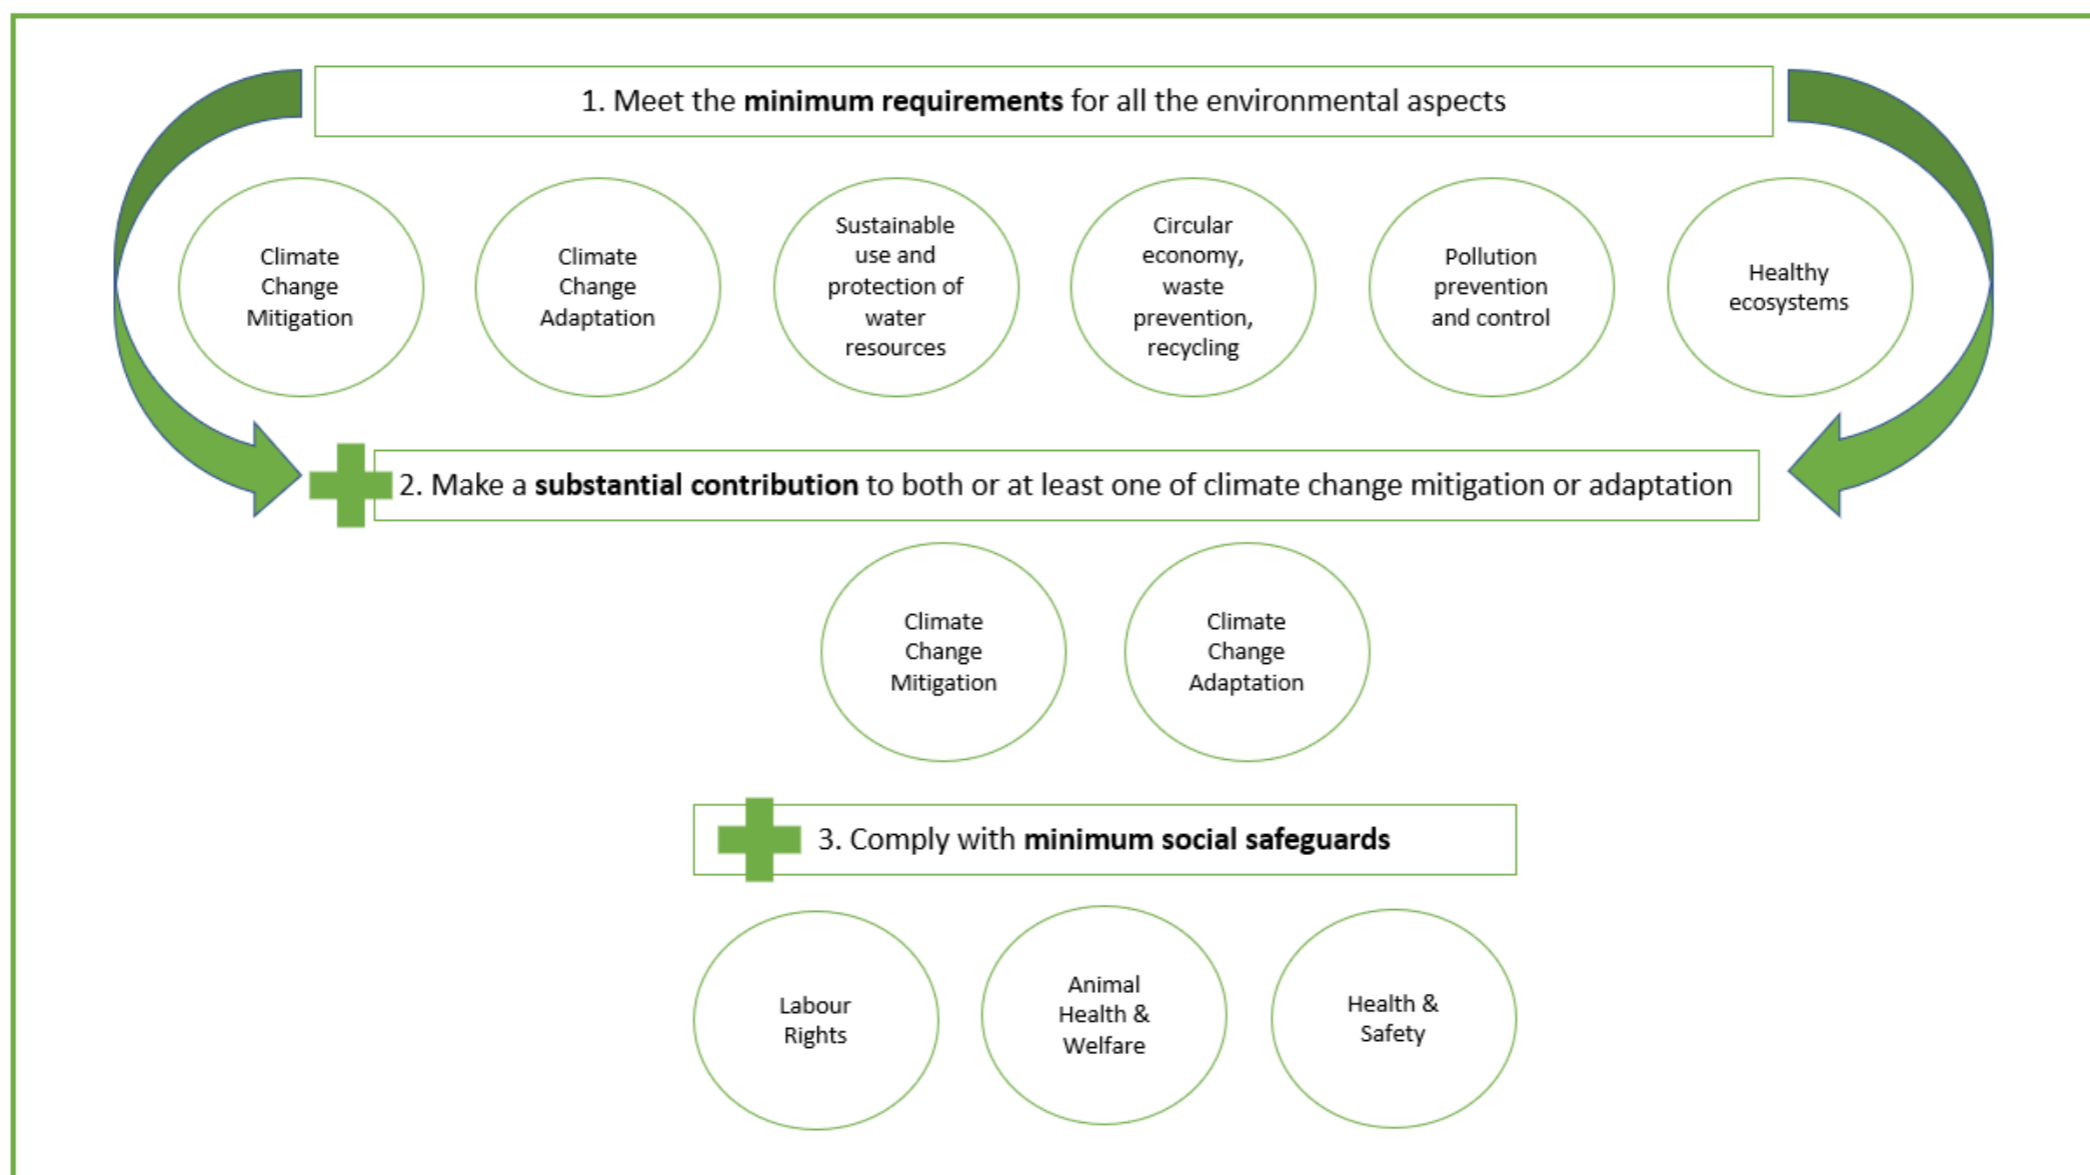 1. Meet the minimum requirements for all the environmental aspects
Climate
Change
Mitigation
Climate
Change
Adaptation
Sustainable
use and
protection of
water
resources
Circular
economy,
waste
prevention,
recycling
Pollution
prevention
and control
Healthy
ecosystems
2. Make a substantial contribution to both or at least one of climate change mitigation or adaptation
Climate
Change
Mitigation
Climate
Change
Adaptation
3. Comply with minimum social safeguards
Labour
Rights
Animal
Health &
Welfare
Health &
Safety